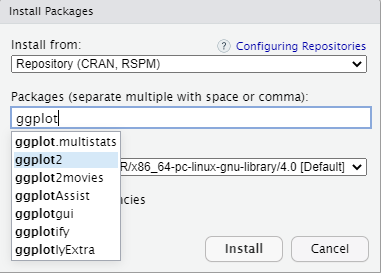 Install Packages
Install from:
? Configuring Repositories
Repository (CRAN, RSPM)
Packages (separate multiple with space or comma):
ggplot
ggplot.multistats
ggplot2
R/x86_64-pc-linux-gnu-library/4.0 [Default]
ggplot2movies
ggplotAssist
ggplotgui
ggplotify
ggplotlyExtra
Install
Cancel